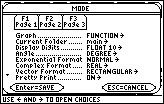 MODE
F1 F2 F3
Page 1 Page 2 Page 3
Graph............. FUNCTION →
Current Folder.... main →
Display Digits.... FLOAT 10 →
Angle............. DEGREE →
Exponential Format NORMAL →
Complex Format.... REAL →
Vector Format..... RECTANGULAR →
Pretty Print...... ON →
Enter=SAVE ESC=CANCEL
USE ← AND → TO OPEN CHOICES